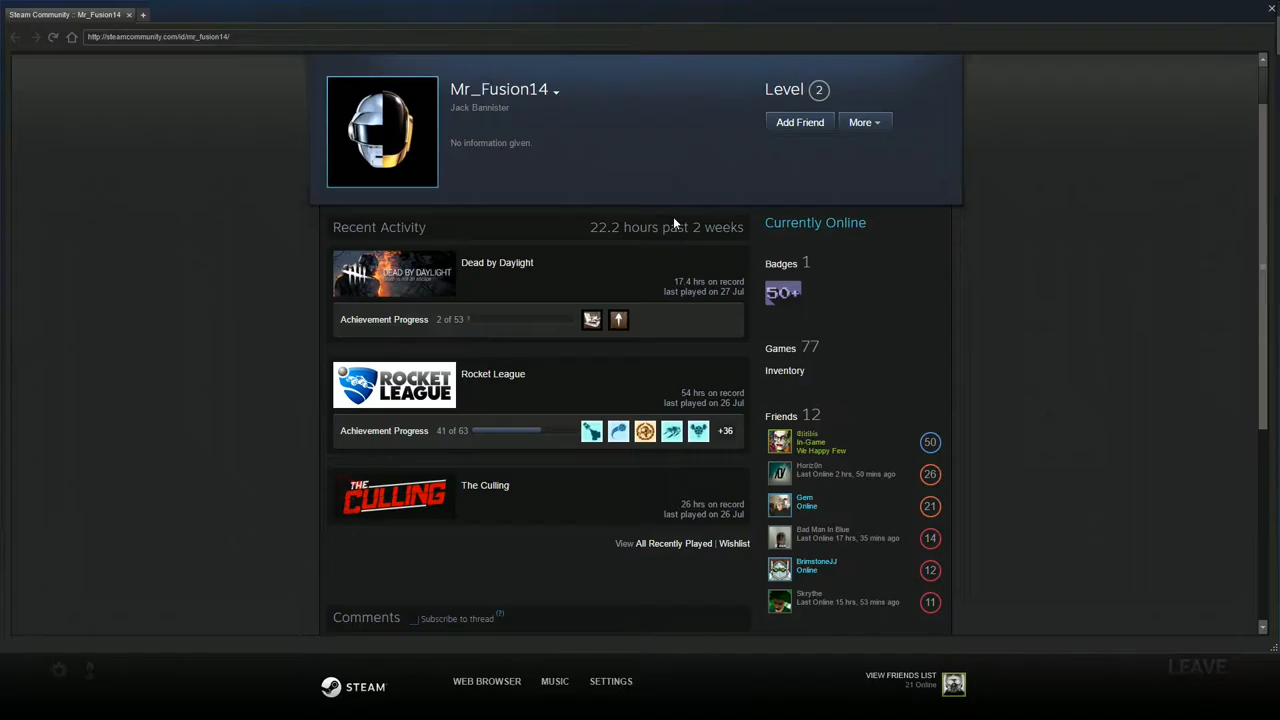 Steam Community :: Mr_Fusion14
http://steamcommunity.com/id/mr_fusion14/
Mr_Fusion14
Jack Bannister
No information given.
Level 2
Add Friend
More
Recent Activity
22.2 hours past 2 weeks
DEAD BY DAYLIGHT
Dead by Daylight
17.4 hrs on record
last played on 27 Jul
Achievement Progress 2 of 53
ROCKET LEAGUE
Rocket League
54 hrs on record
last played on 26 Jul
Achievement Progress 41 of 63
+36
THE CULLING
The Culling
26 hrs on record
last played on 26 Jul
View All Recently Played | Wishlist
Comments
Subscribe to thread (?)
Currently Online
Badges 1
50+
Games 77
Inventory
Friends 12
In-Game
We Happy Few
50
Horiz0n
Last Online 2 hrs, 50 mins ago
26
Gem
Online
21
Bad Man In Blue
Last Online 17 hrs, 35 mins ago
14
BrimstoneJJ
Online
12
Skrythe
Last Online 15 hrs, 53 mins ago
11
STEAM
WEB BROWSER
MUSIC
SETTINGS
VIEW FRIENDS LIST
21 Online
LEAVE